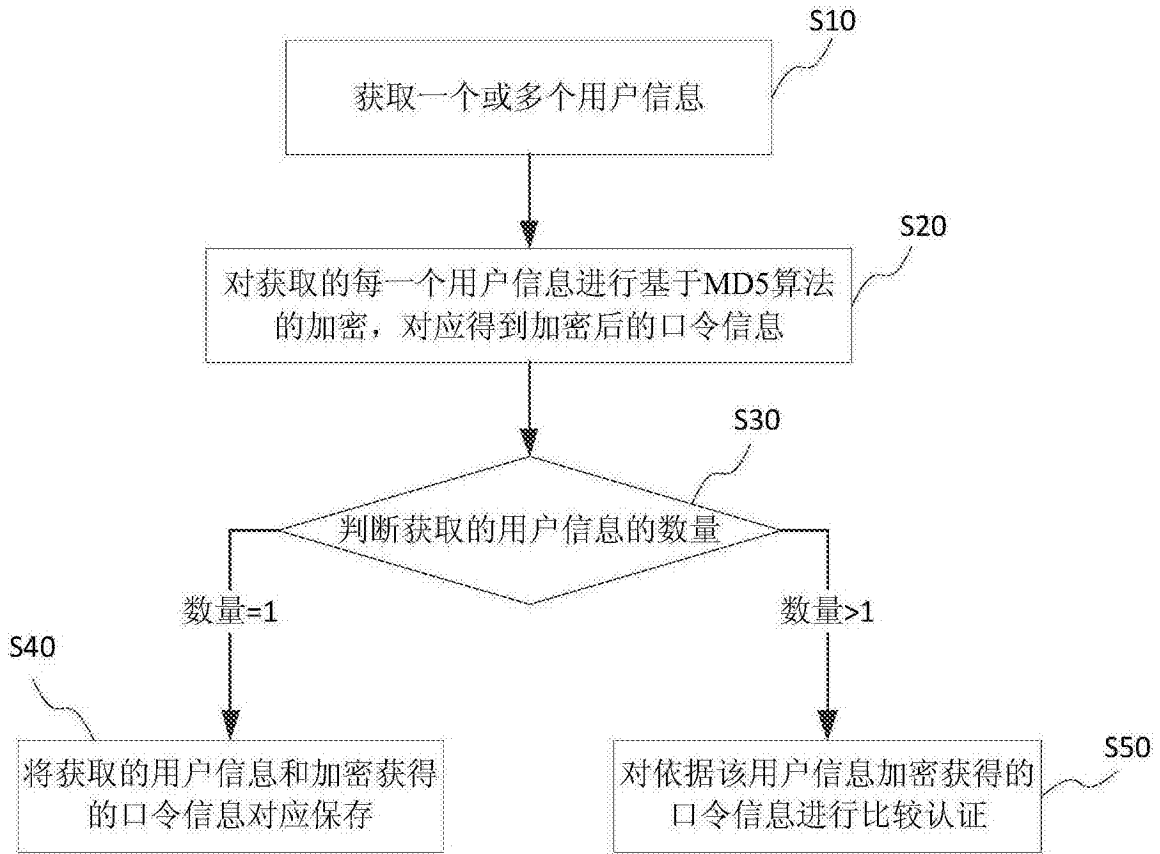 S10
获取一个或多个用户信息
S20
对获取的每一个用户信息进行基于MD5算法
的加密，对应得到加密后的口令信息
S30
判断获取的用户信息的数量
数量=1
数量>1
S40
将获取的用户信息和加密获得
的口令信息对应保存
S50
对依据该用户信息加密获得的
口令信息进行比较认证